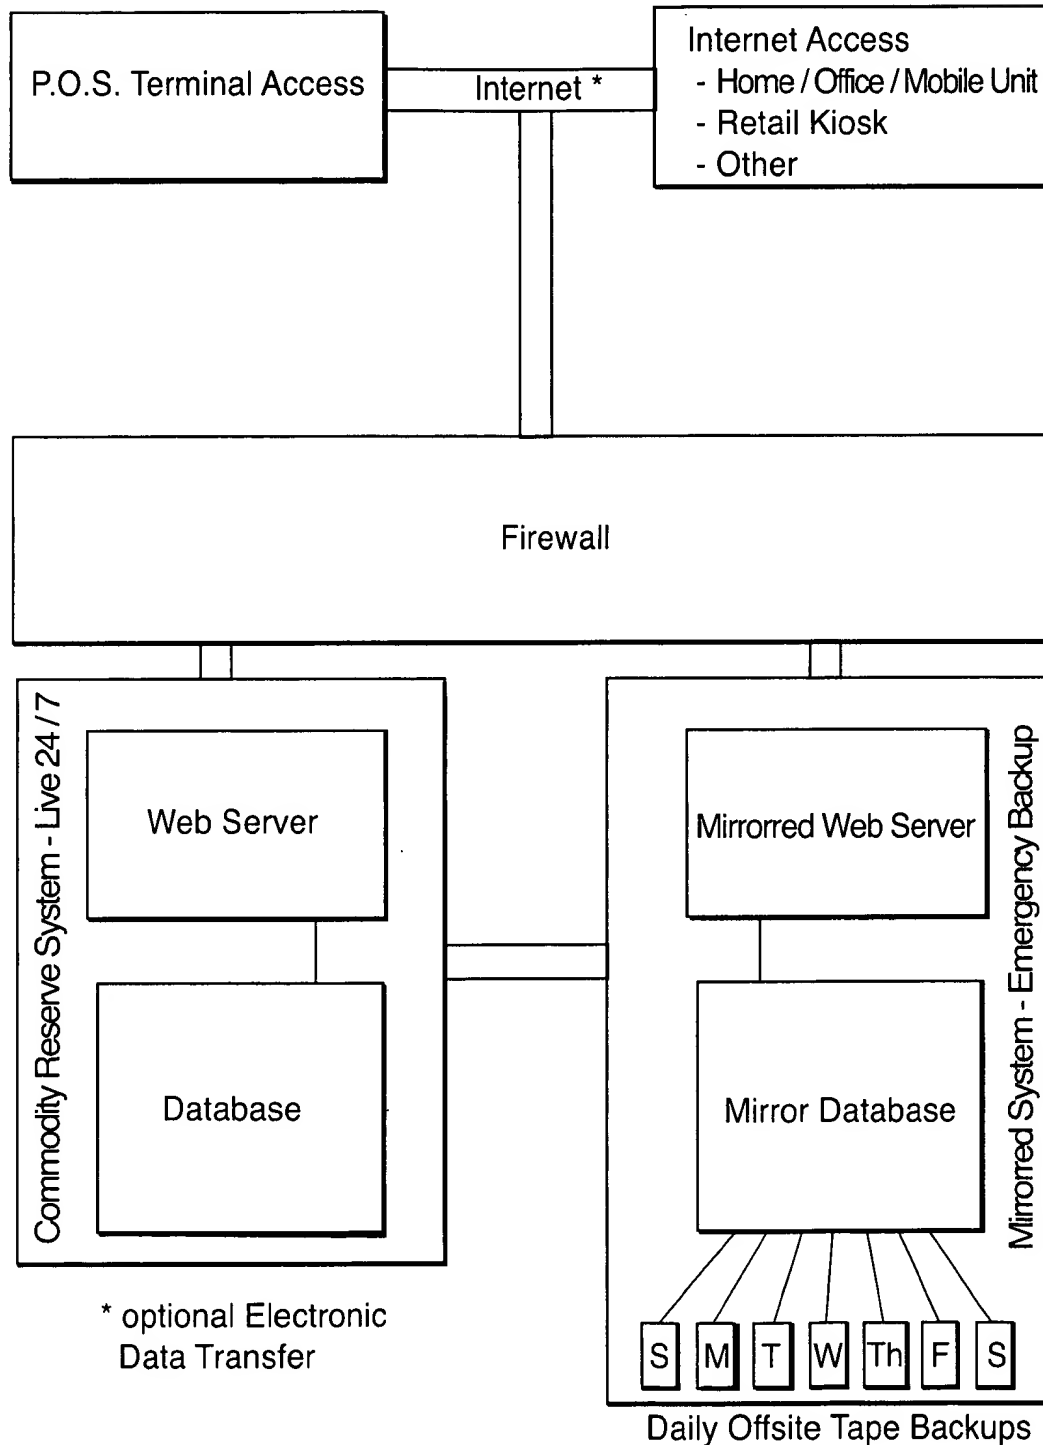 P.O.S. Terminal Access
Internet *
Internet Access
- Home / Office / Mobile Unit
- Retail Kiosk
- Other
Firewall
Commodity Reserve System - Live 24 / 7
Web Server
Database
Mirrorred Web Server
Mirror Database
Mirrorred System - Emergency Backup
S M T W Th F S
* optional Electronic
Data Transfer
Daily Offsite Tape Backups